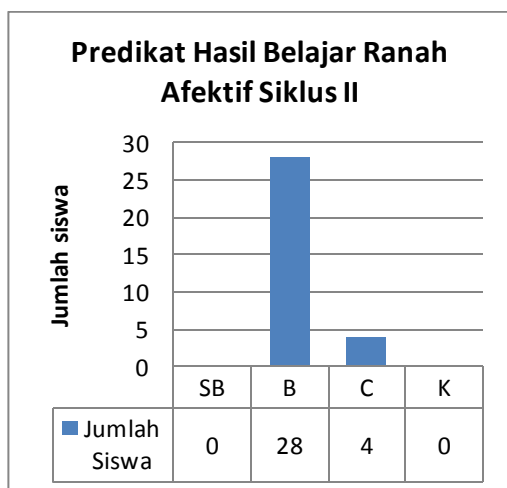 Predikat Hasil Belajar Ranah
Afektif Siklus II
Jumlah siswa
30
25
20
15
10
5
0
SB B C K
Jumlah
Siswa
0 28 4 0